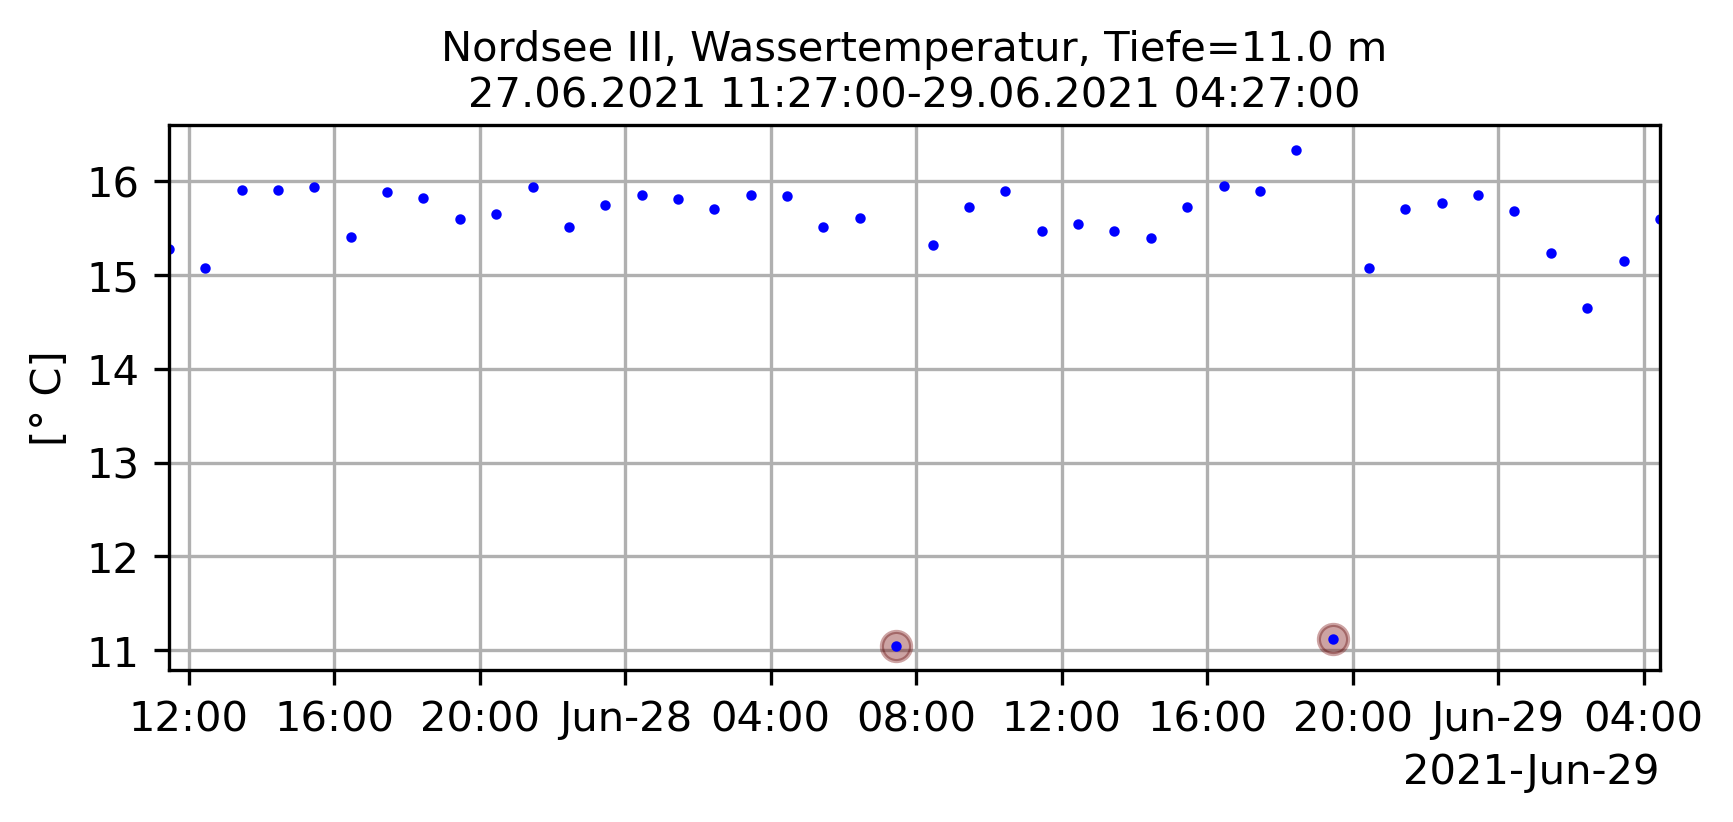 Nordsee III, Wassertemperatur, Tiefe=11.0 m
27.06.2021 11:27:00-29.06.2021 04:27:00
[° C]
16
15
14
13
12
11
12:00 16:00 20:00 Jun-28 04:00 08:00 12:00 16:00 20:00 Jun-29 04:00
2021-Jun-29